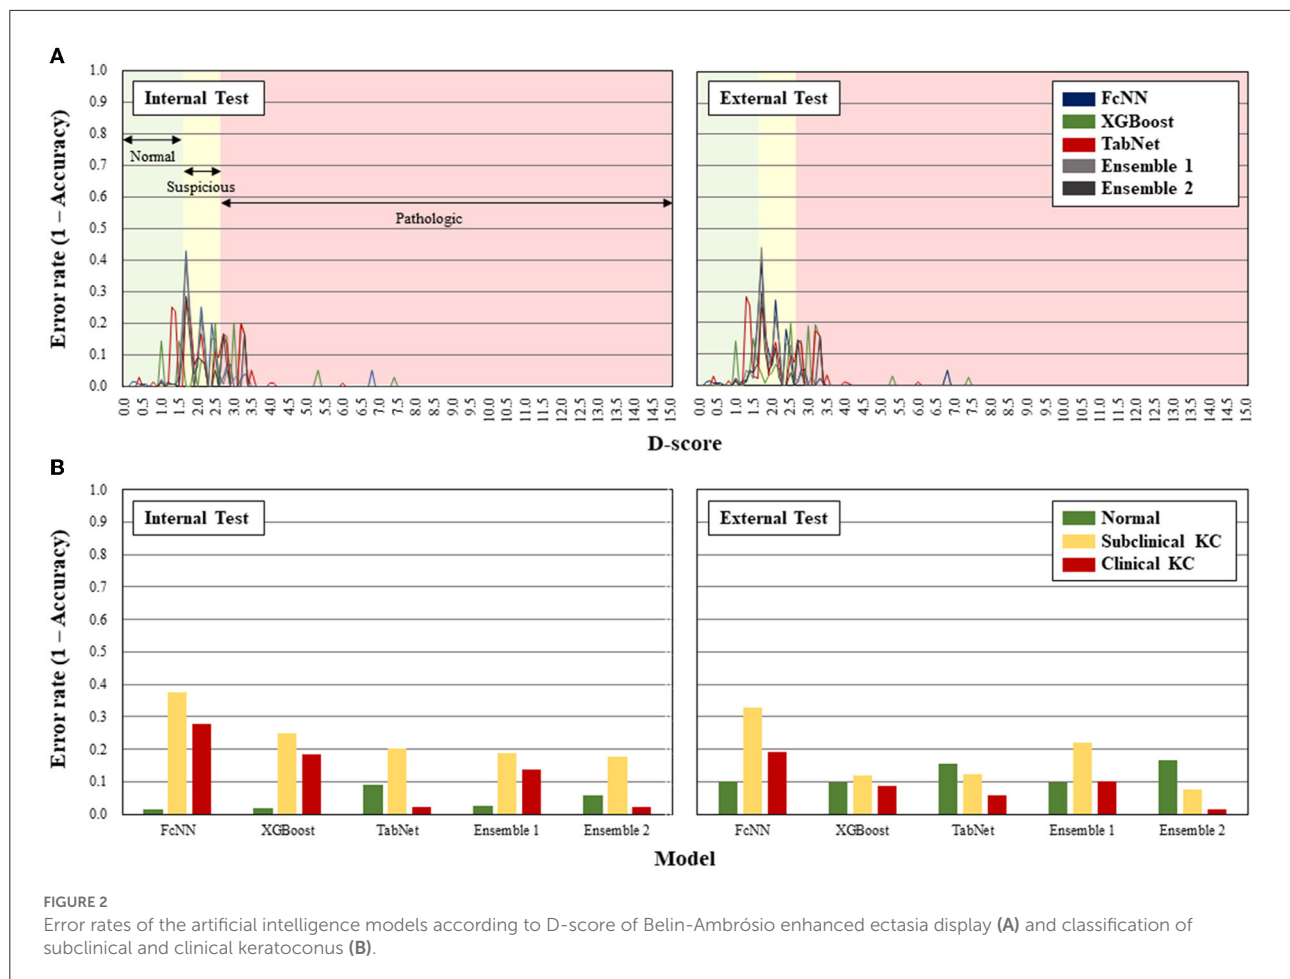 A
Error rate (1 – Accuracy)
1.0
0.9
0.8
0.7
0.6
0.5
0.4
0.3
0.2
0.1
0.0
Internal Test
Normal
Suspicious
Pathologic
0.0 0.5 1.0 1.5 2.0 2.5 3.0 3.5 4.0 4.5 5.0 5.5 6.0 6.5 7.0 7.5 8.0 8.5 9.0 9.5 10.0 10.5 11.0 11.5 12.0 12.5 13.0 13.5 14.0 14.5 15.0
External Test
FcNN
XGBoost
TabNet
Ensemble 1
Ensemble 2
0.0 0.5 1.0 1.5 2.0 2.5 3.0 3.5 4.0 4.5 5.0 5.5 6.0 6.5 7.0 7.5 8.0 8.5 9.0 9.5 10.0 10.5 11.0 11.5 12.0 12.5 13.0 13.5 14.0 14.5 15.0
D-score
B
Error rate (1 – Accuracy)
1.0
0.9
0.8
0.7
0.6
0.5
0.4
0.3
0.2
0.1
0.0
Internal Test
FcNN XGBoost TabNet Ensemble 1 Ensemble 2
External Test
Normal
Subclinical KC
Clinical KC
FcNN XGBoost TabNet Ensemble 1 Ensemble 2
Model
FIGURE 2
Error rates of the artificial intelligence models according to D-score of Belin-Ambrósio enhanced ectasia display (A) and classification of
subclinical and clinical keratoconus (B).